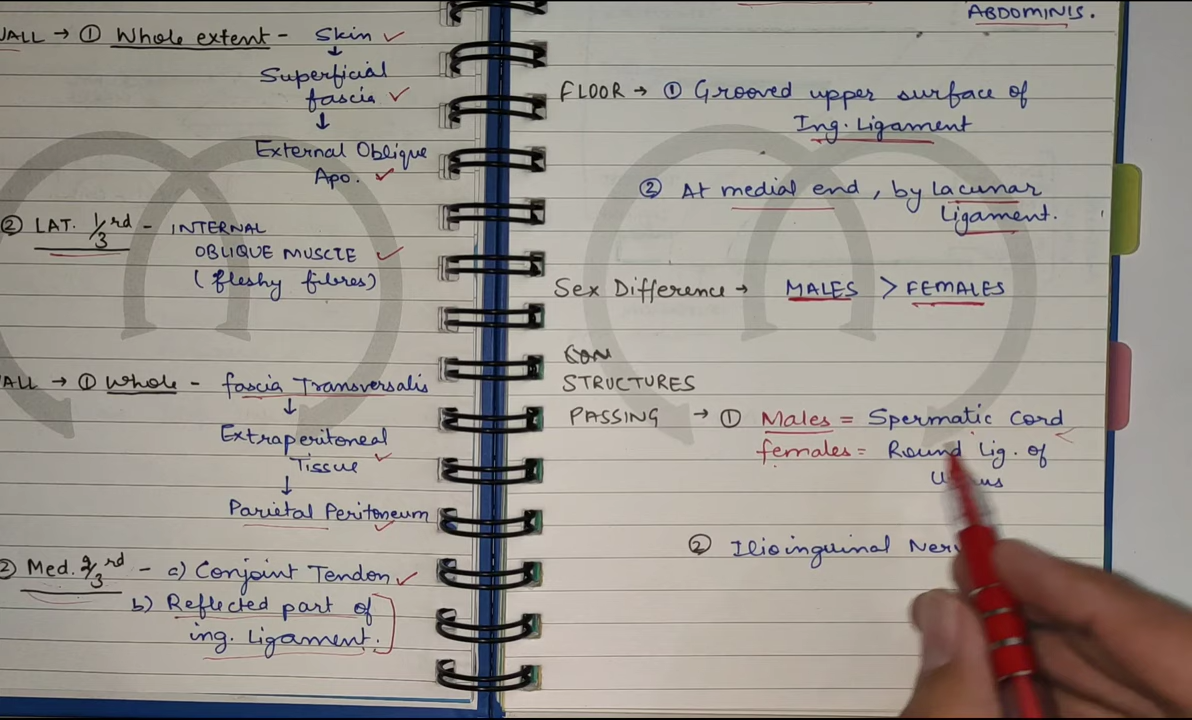 WALL → ① Whole extent - Skin ✓
↓
Superficial
fascia ✓
↓
External Oblique
Apo. ✓
② LAT. 1/3rd - INTERNAL
OBLIQUE MUSCLE ✓
(fleshy fibres)
ALL → ① Whole - fascia Transversalis
↓
Extraperitoneal
Tissue ✓
↓
Parietal Peritoneum ✓
② Med. 2/3rd - a) Conjoint Tendon ✓
b) Reflected part of
ing. Ligament.
ABDOMINIS.
FLOOR → ① Grooved upper surface of
Ing. Ligament
② At medial end, by Lacunar
Ligament.
Sex Difference → MALES > FEMALES
STRUCTURES
PASSING → ① Males = Spermatic Cord
females = Round Lig. of
② Ilioinguinal